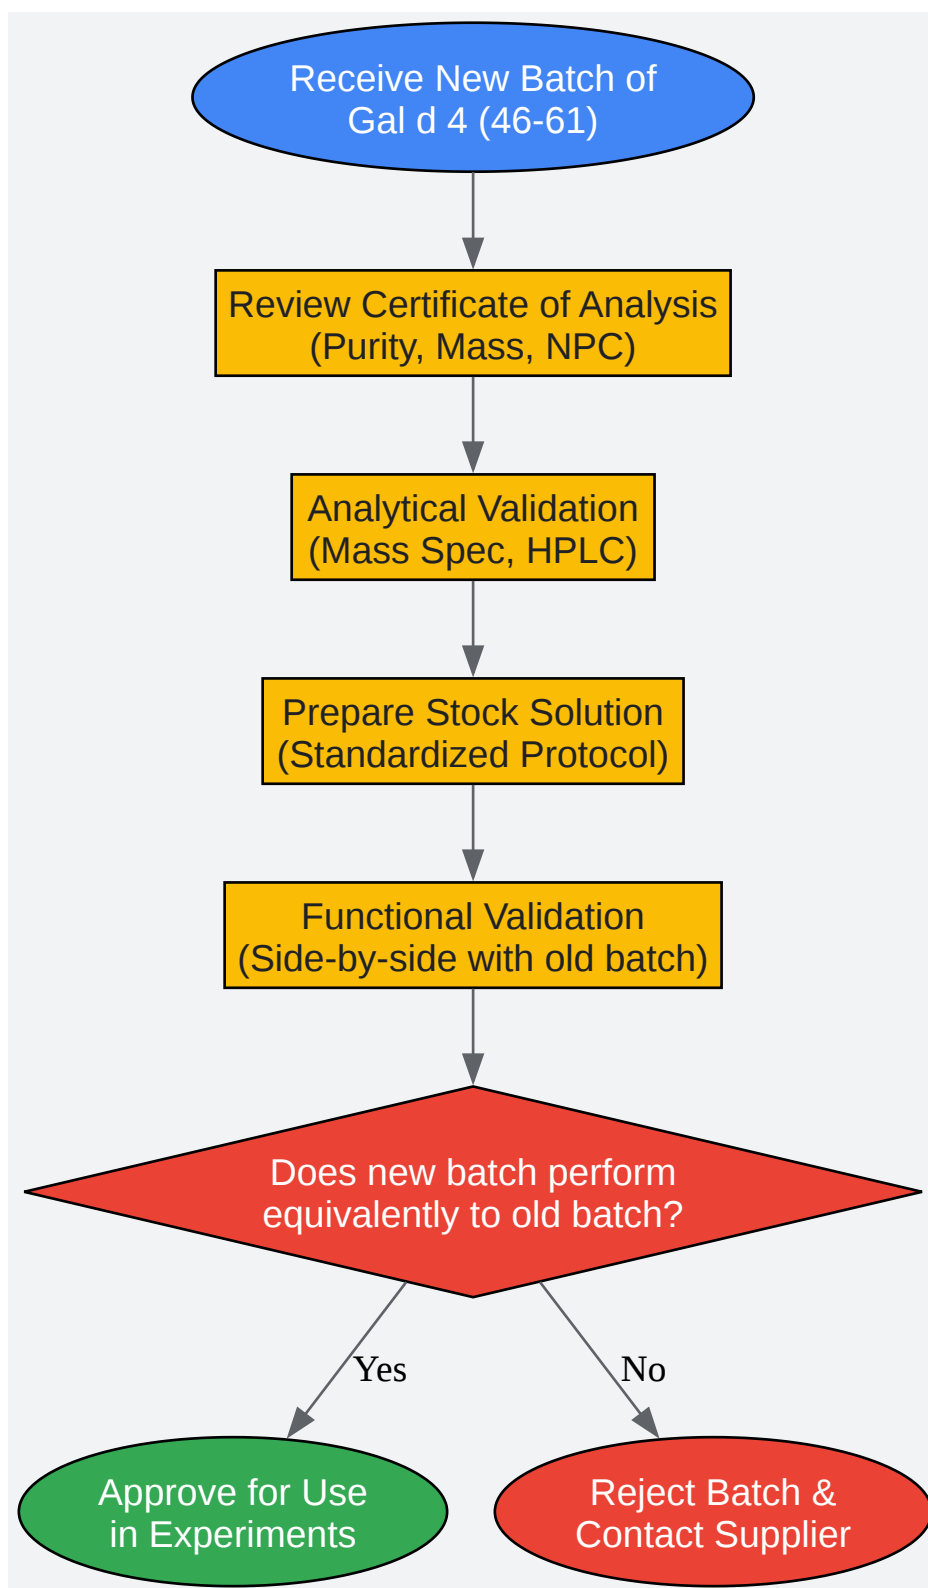 Receive New Batch of
Gal d 4 (46-61)
Review Certificate of Analysis
(Purity, Mass, NPC)
Analytical Validation
(Mass Spec, HPLC)
Prepare Stock Solution
(Standardized Protocol)
Functional Validation
(Side-by-side with old batch)
Does new batch perform
equivalently to old batch?
Yes
No
Approve for Use
in Experiments
Reject Batch &
Contact Supplier